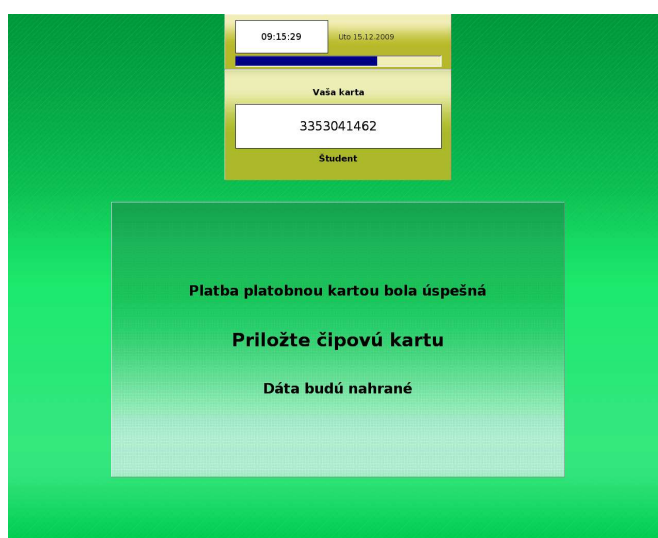 09:15:29
Uto 15.12.2009
Vaša karta
3353041462
Študent
Platba platobnou kartou bola úspešná
Priložte čipovú kartu
Dáta budú nahrané